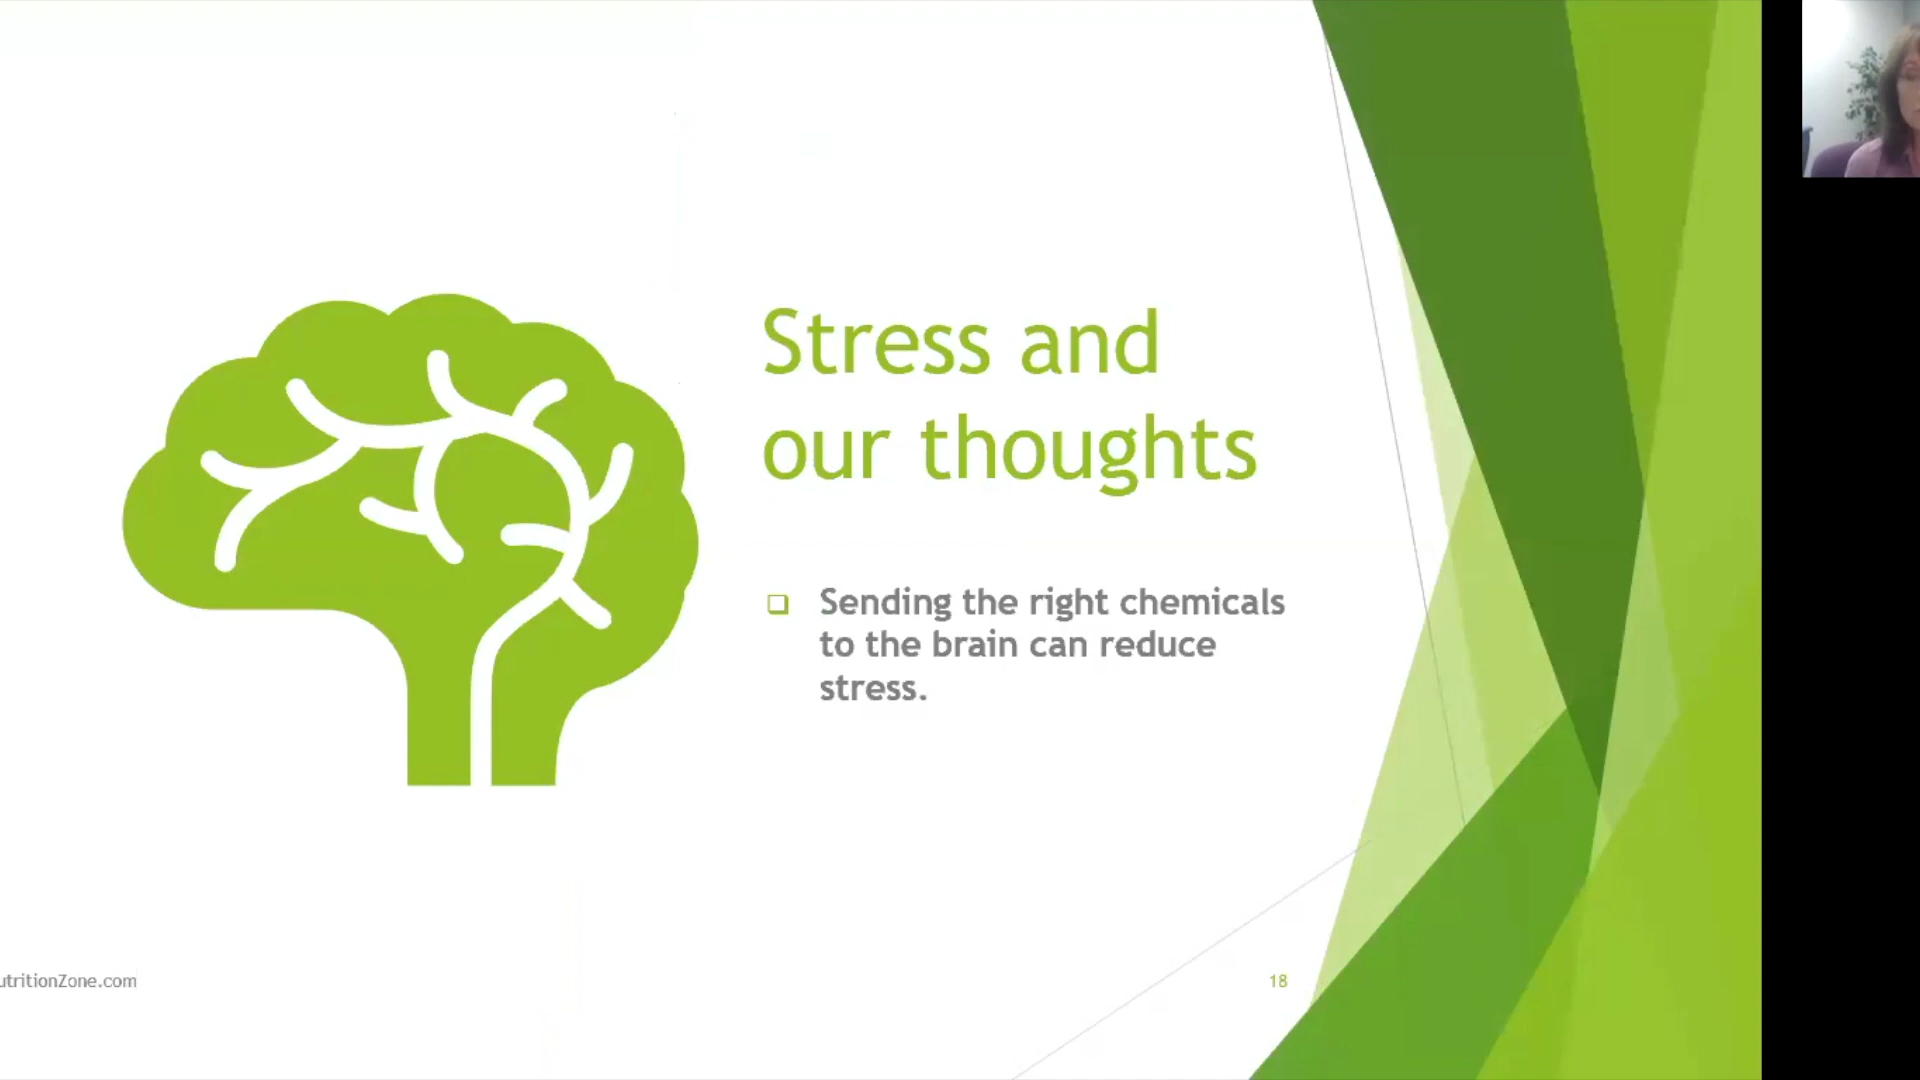 Stress and
our thoughts
❑ Sending the right chemicals
to the brain can reduce
stress.
utritionZone.com
18